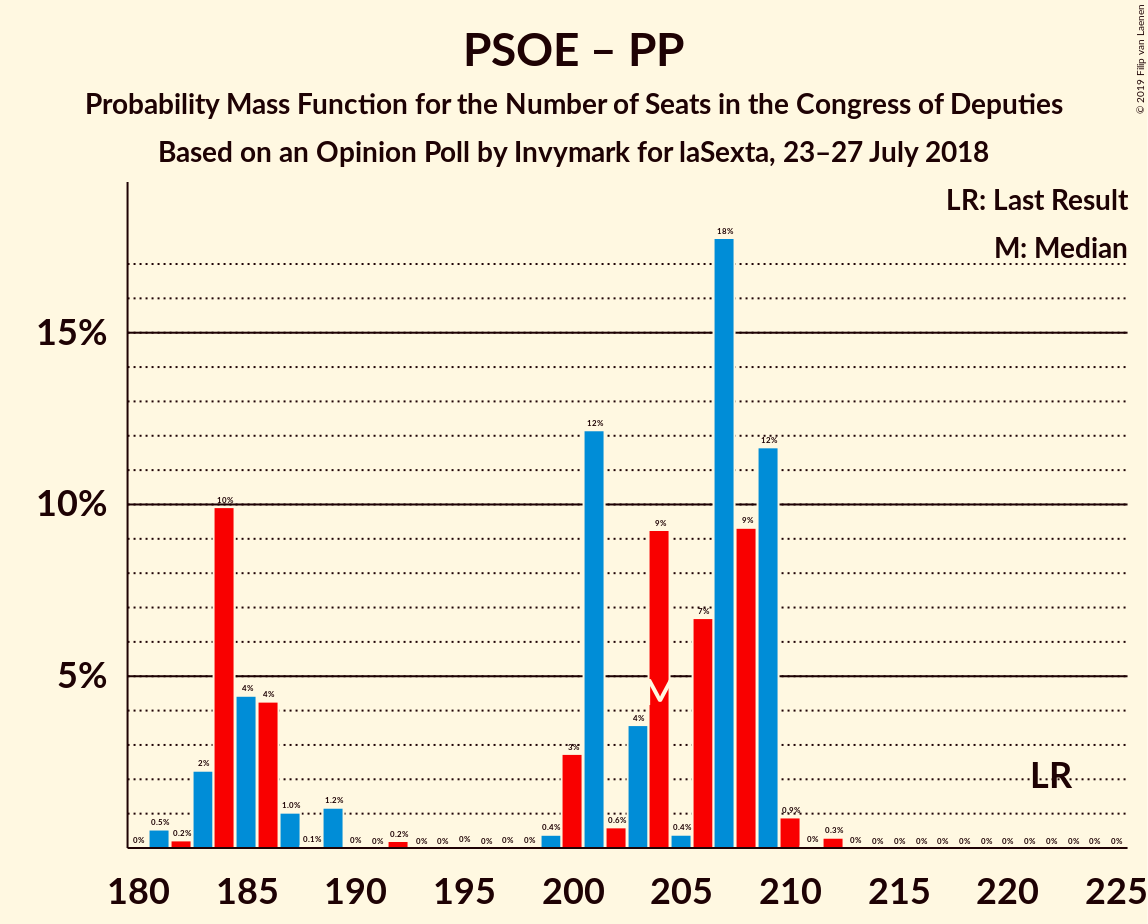 PSOE – PP
Probability Mass Function for the Number of Seats in the Congress of Deputies
Based on an Opinion Poll by Invymark for laSexta, 23–27 July 2018
© 2019 Filip van Laenen
LR: Last Result
M: Median
15%
10%
5%
0% 0.5% 0.2% 2% 10% 4% 4% 1.0% 0.1% 1.2% 0% 0% 0.2% 0% 0% 0% 0% 0% 0% 0.4% 3% 12% 0.6% 4% 9% 0.4% 7% 18% 9% 12% 0.9% 0% 0.3% 0% 0% 0% 0% 0% 0% 0% 0% 0% 0% 0% 0% 0%
M
LR
180 185 190 195 200 205 210 215 220 225